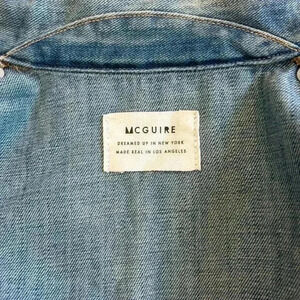 MCGUIRE
DREAMED UP IN NEW YORK
MADE REAL IN LOS ANGELES